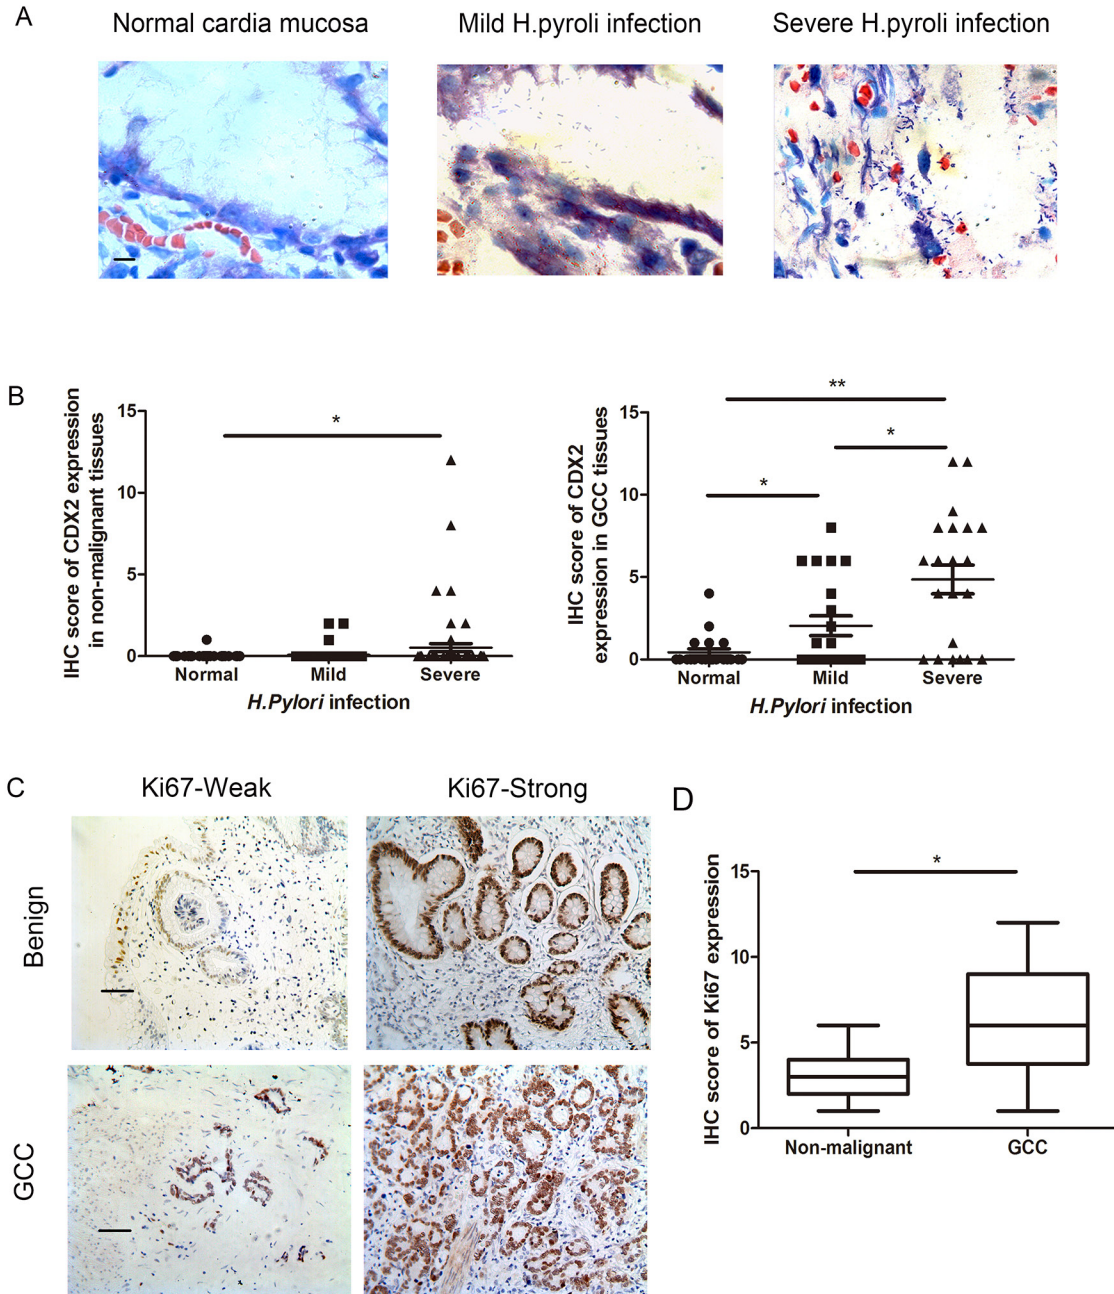 A
Normal cardia mucosa
Mild H.pyroli infection
Severe H.pyroli infection
B
IHC score of CDX2 expression
in non-malignant tissues
15
10
5
0
*
Normal
Mild
Severe
H.Pylori infection
IHC score of CDX2
expression in GCC tissues
15
10
5
0
**
*
*
Normal
Mild
Severe
H.Pylori infection
C
Ki67-Weak
Ki67-Strong
Benign
GCC
D
IHC score of Ki67 expression
15
10
5
0
*
Non-malignant
GCC